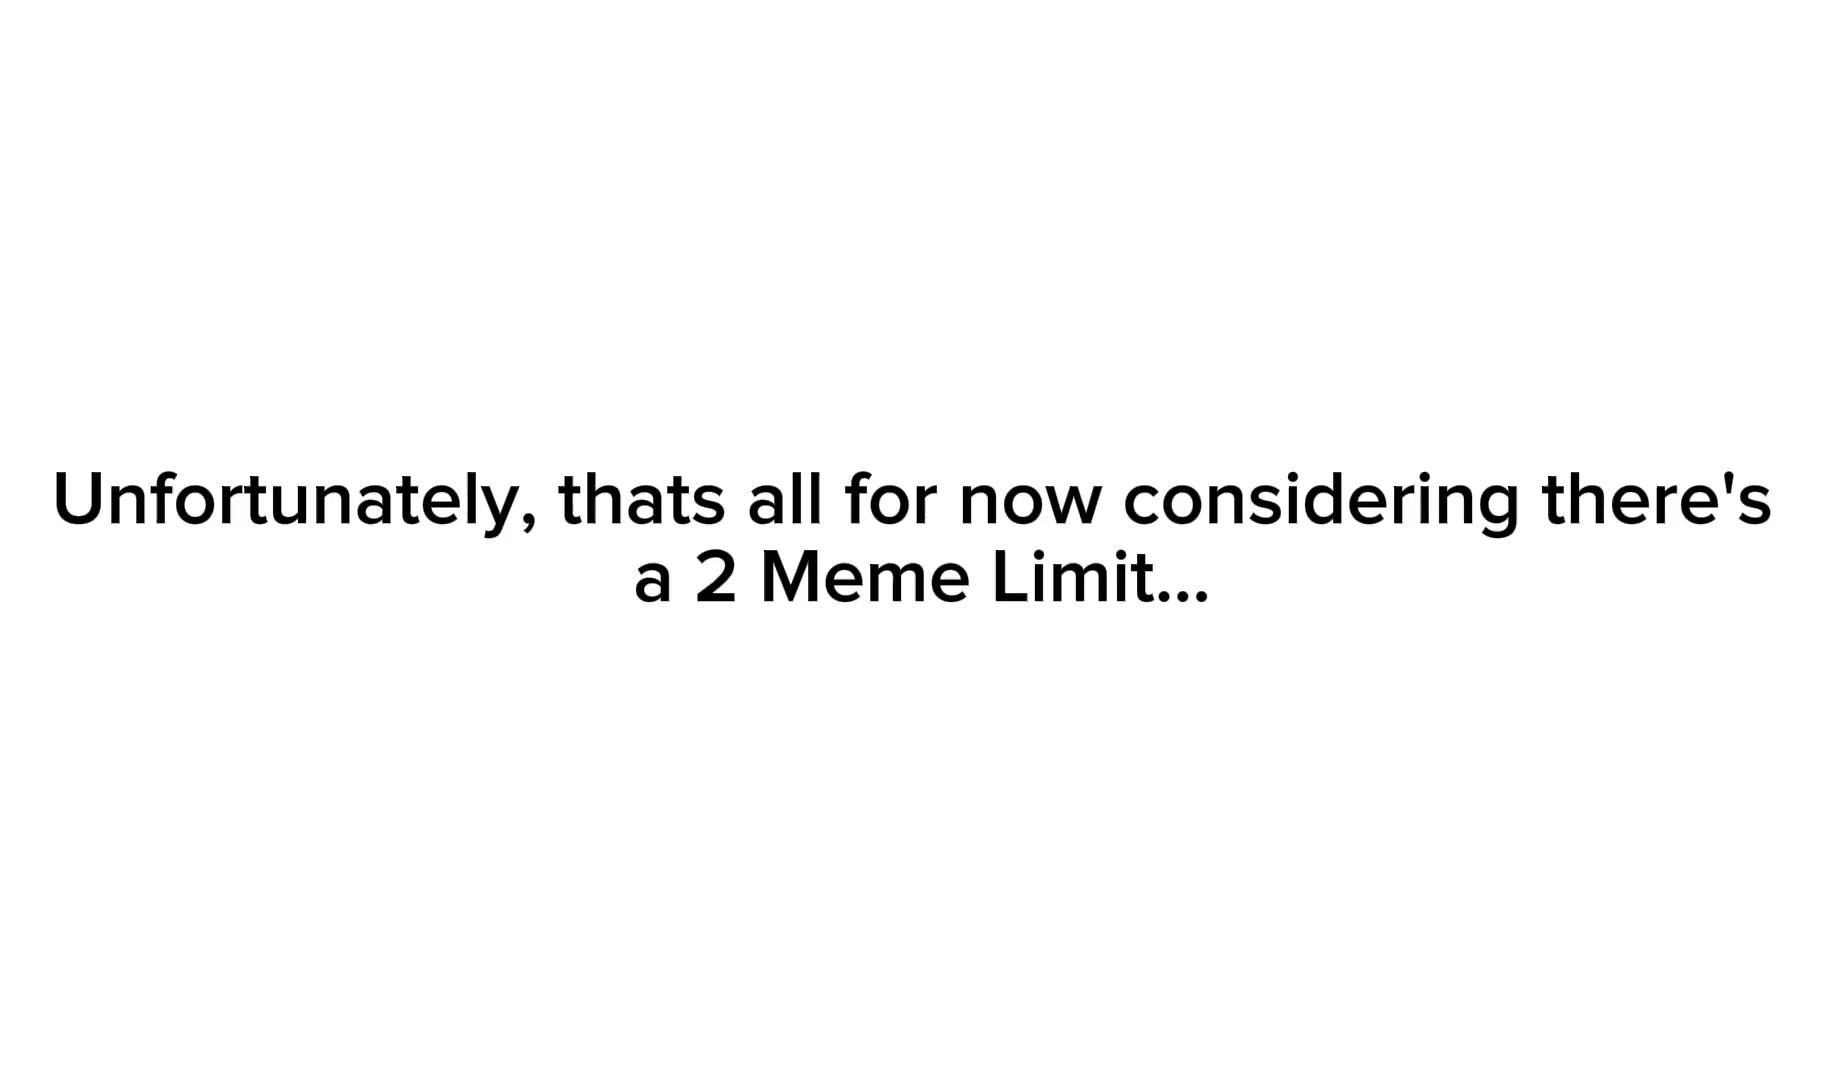 Unfortunately, thats all for now considering there's
a 2 Meme Limit...